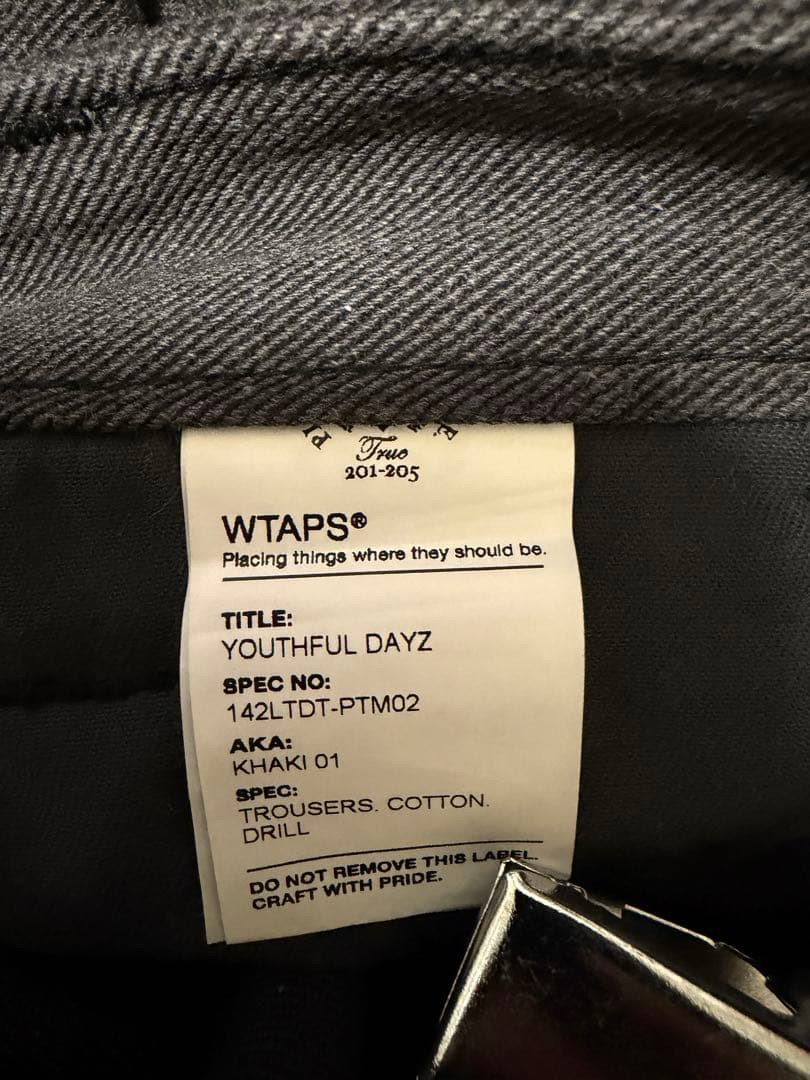 True
201-205
WTAPS®
Placing things where they should be.
TITLE:
YOUTHFUL DAYZ
SPEC NO:
142LTDT-PTM02
AKA:
KHAKI 01
SPEC:
TROUSERS. COTTON.
DRILL
DO NOT REMOVE THIS LABEL.
CRAFT WITH PRIDE.